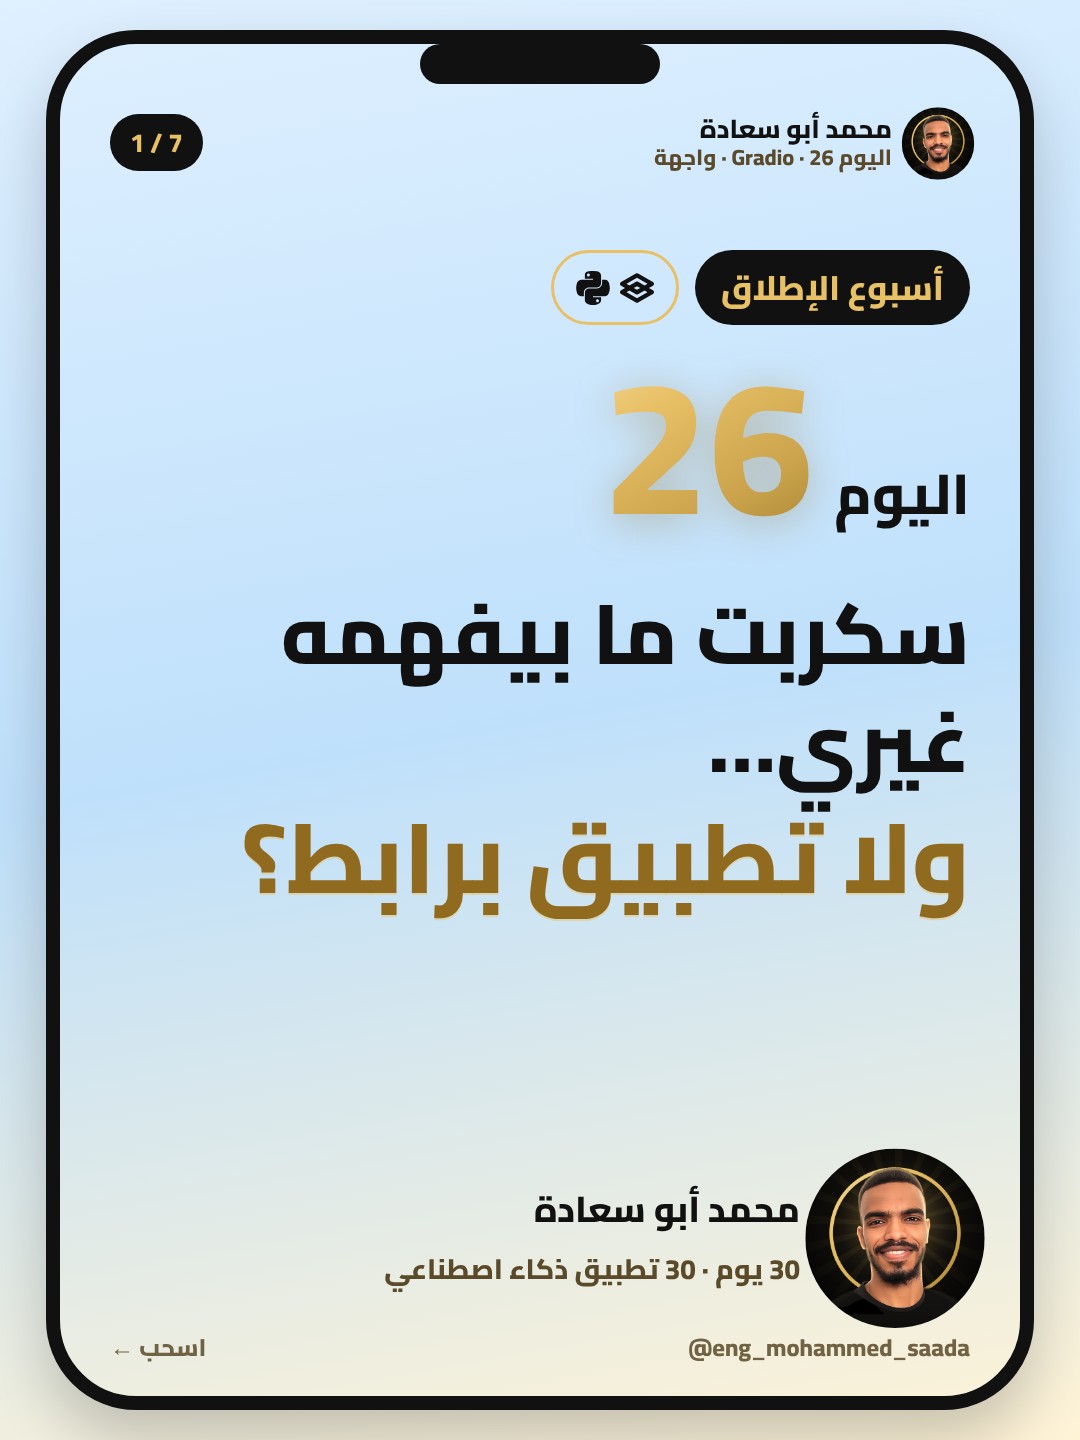 محمد أبو سعادة
اليوم 26 · Gradio · واجهة
1 / 7
أسبوع الإطلاق
اليوم 26
سكربت ما بيفهمه
غيري...
ولا تطبيق برابط؟
محمد أبو سعادة
30 يوم · 30 تطبيق ذكاء اصطناعي
@eng_mohammed_saada
اسحب ←